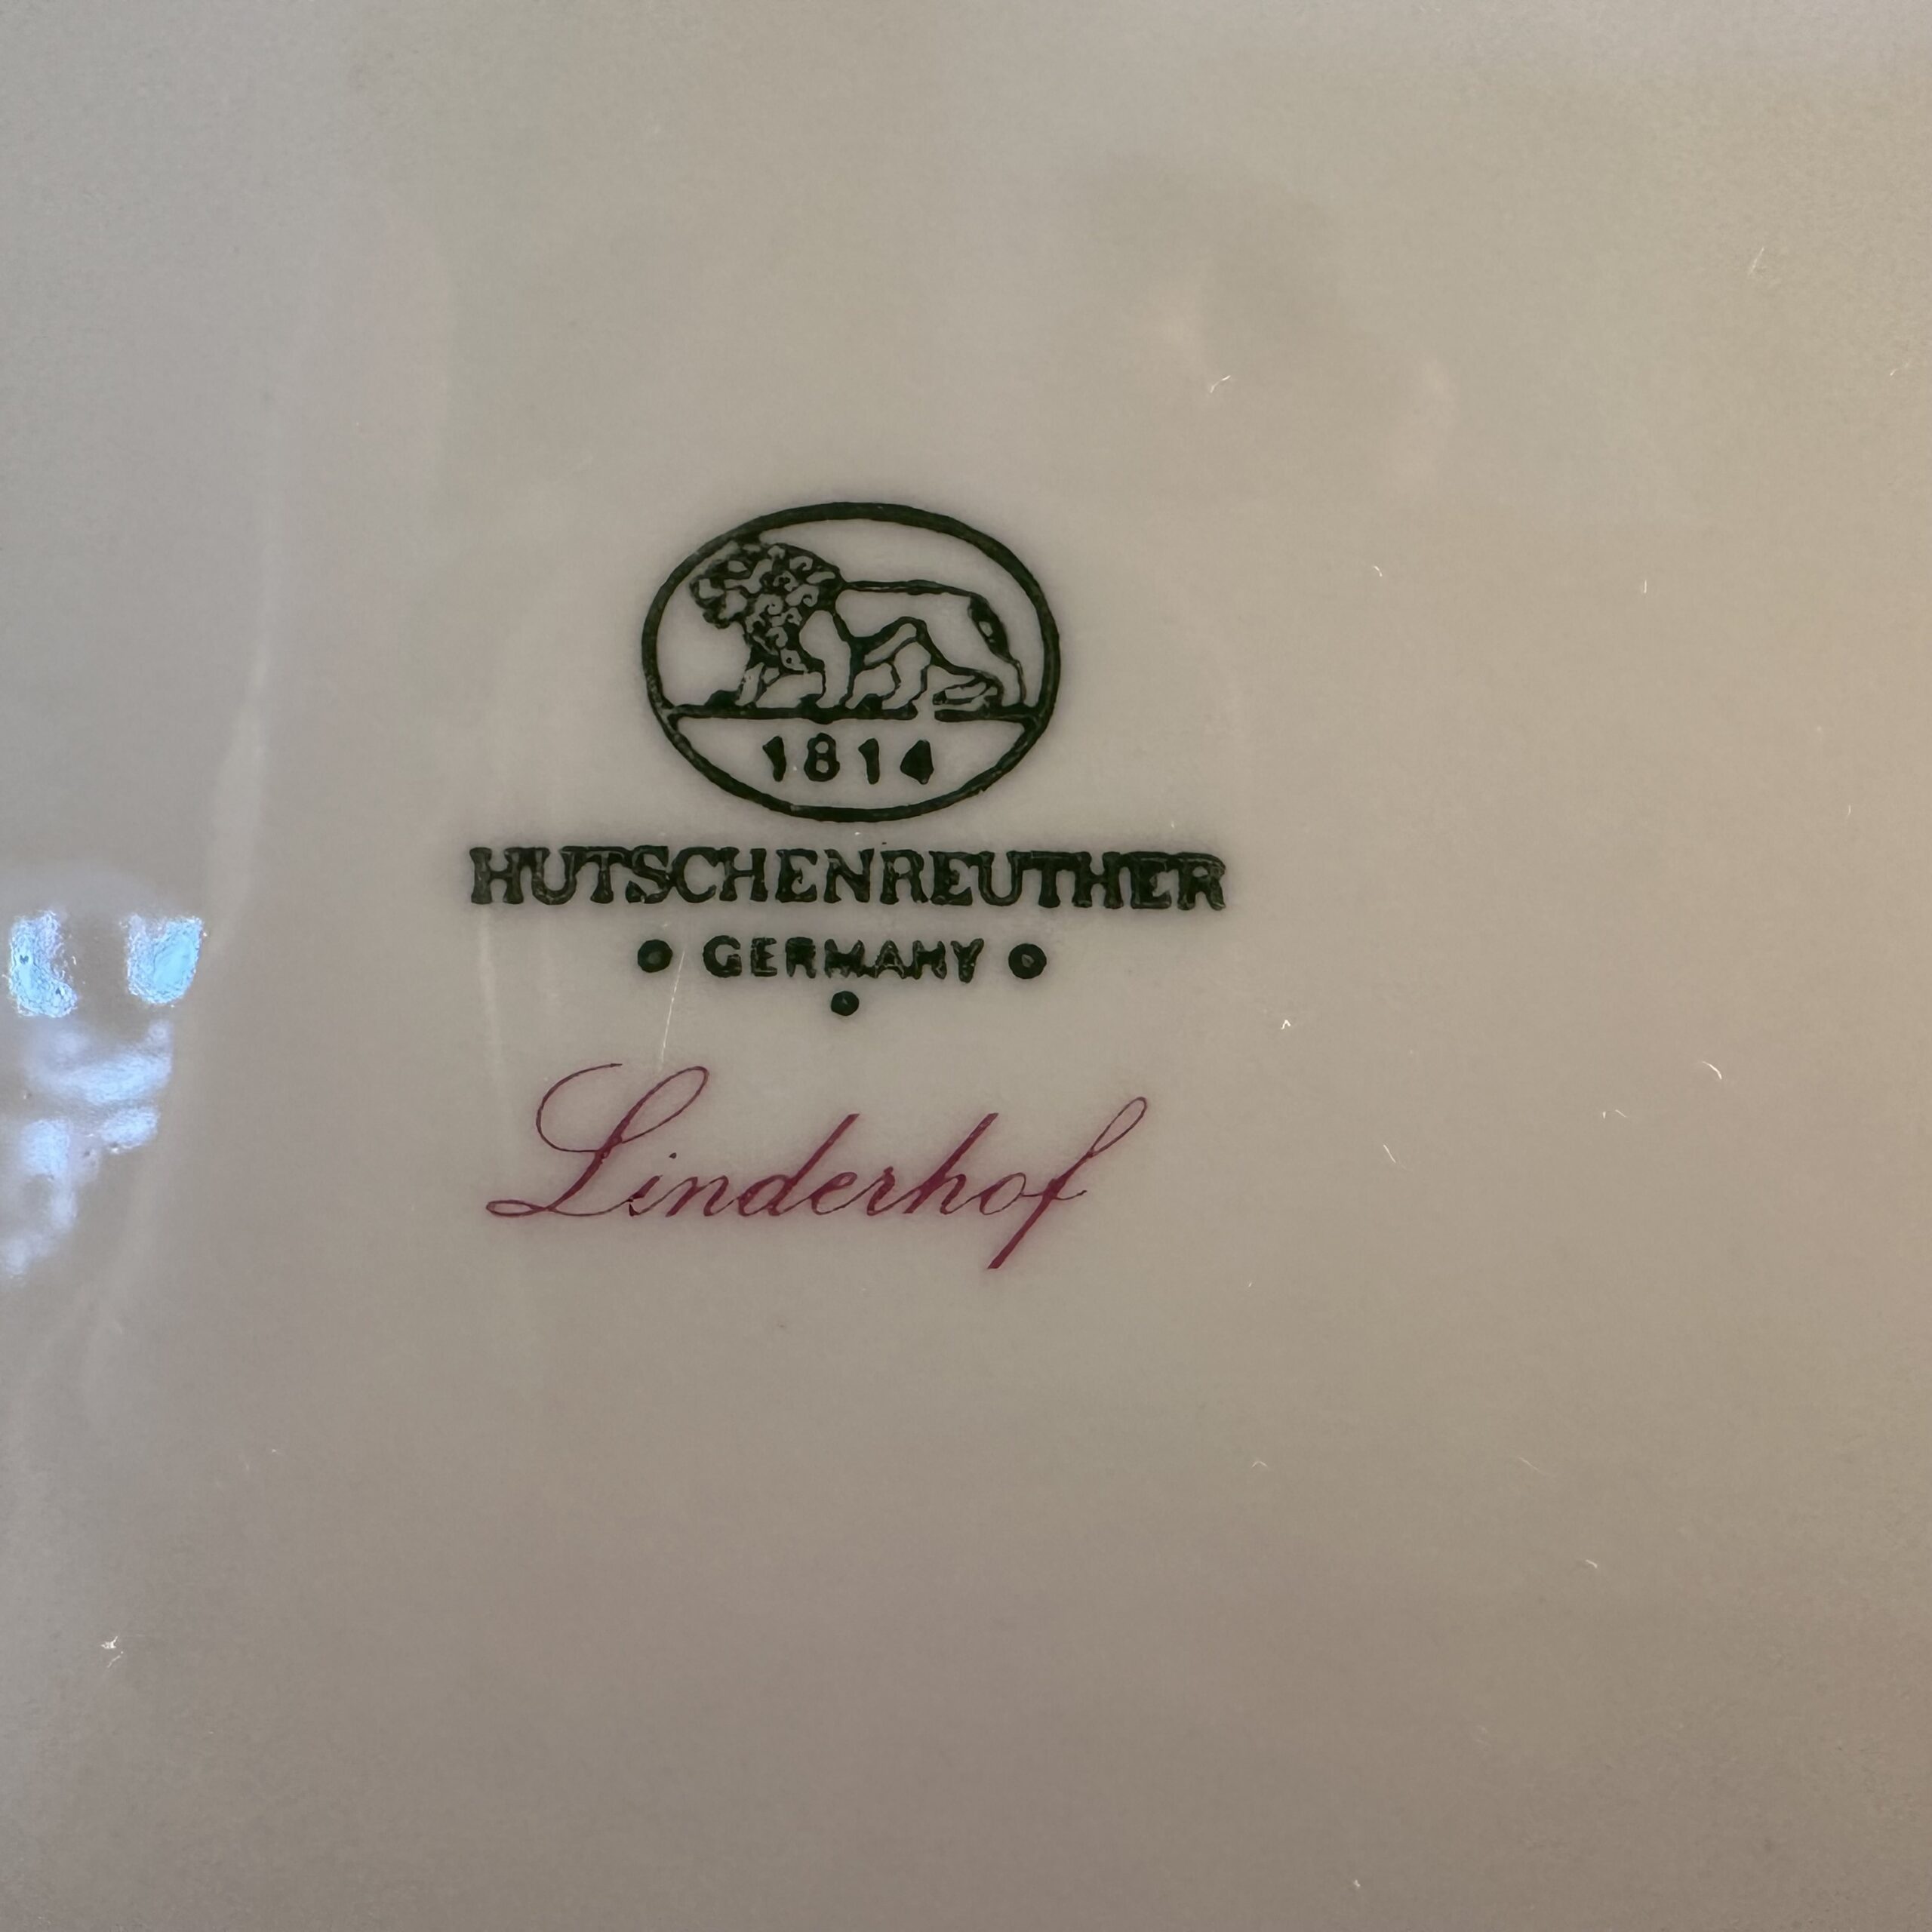 1814
HUTSCHENREUTHER
GERMANY
Linderhof